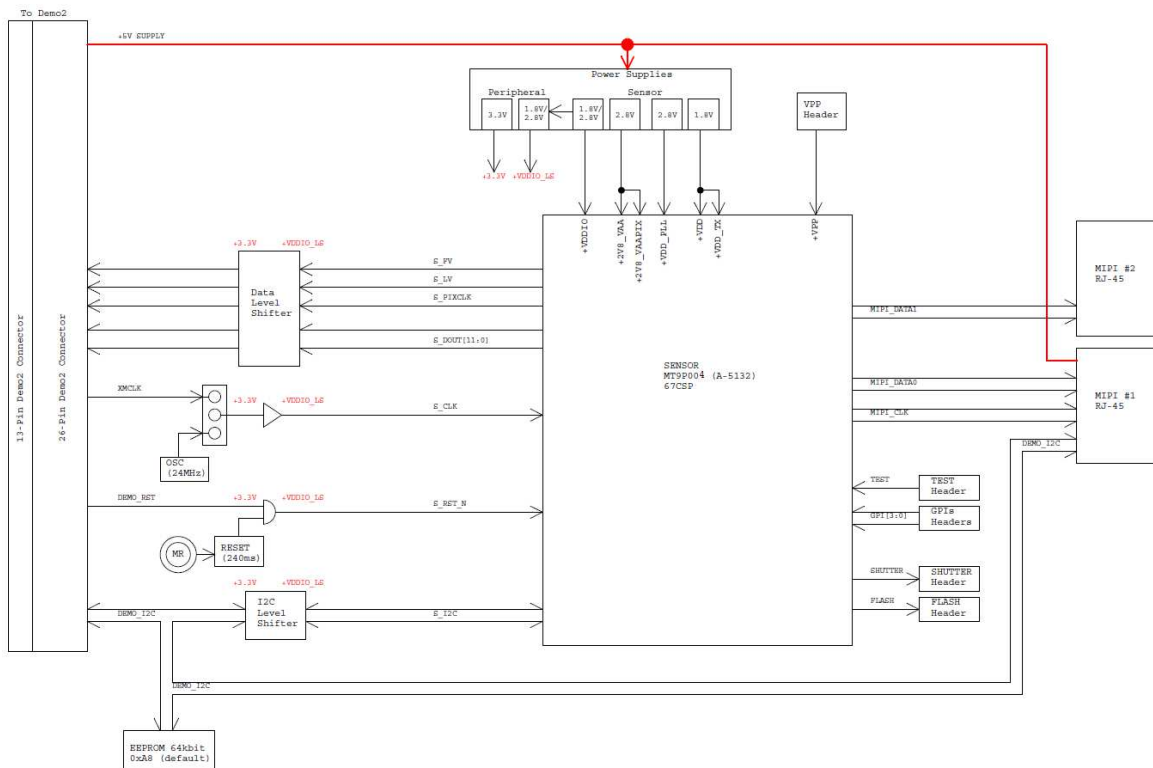 To Demo2
+5V SUPPLY
Power Supplies
Peripheral
Sensor
3.3V
1.8V/
2.8V
1.8V/
2.8V
2.8V
2.8V
1.8V
VPP
Header
+3.3V
+VDDIO_LS
+VDDIO
+2V8_VAA
+2V8_VAAPIX
+VDD_PLL
+VDD
+VDD_TX
+VPP
13-Pin Demo2 Connector
26-Pin Demo2 Connector
+3.3V
+VDDIO_LS
Data
Level
Shifter
S_FV
S_LV
S_PIXCLK
S_DOUT[11:0]
MIPI #2
RJ-45
MIPI_DATA1
SENSOR
MT9P004 (A-5132)
67CSP
MIPI_DATA0
MIPI_CLK
MIPI #1
RJ-45
DEMO_I2C
XMCLK
+3.3V
+VDDIO_LS
S_CLK
OSC
(24MHz)
DEMO_RST
+3.3V
+VDDIO_LS
S_RST_N
MR
RESET
(240ms)
TEST
TEST
Header
GPI[3:0]
GPIs
Headers
SHUTTER
SHUTTER
Header
FLASH
FLASH
Header
+3.3V
+VDDIO_LS
DEMO_I2C
I2C
Level
Shifter
S_I2C
DEMO_I2C
EEPROM 64kbit
0xA8 (default)